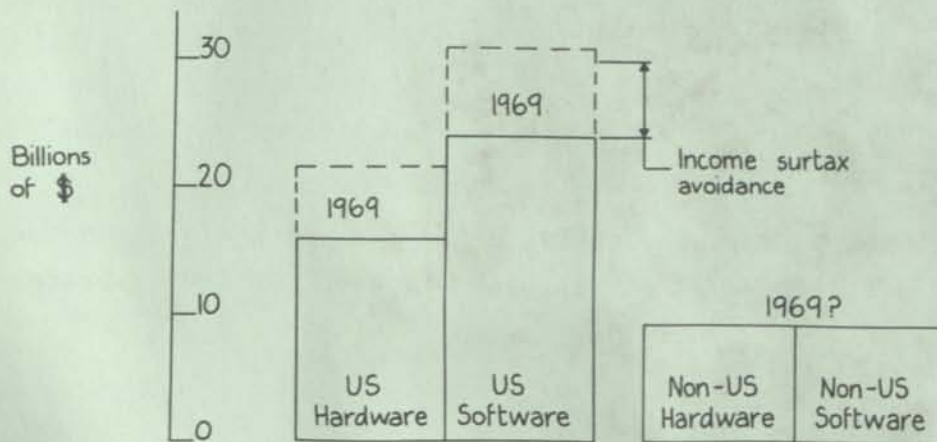 30
1969
Billions
of $
20
Income surtax
avoidance
1969
10
1969?
US
Hardware
US
Software
Non-US
Hardware
Non-US
Software
0